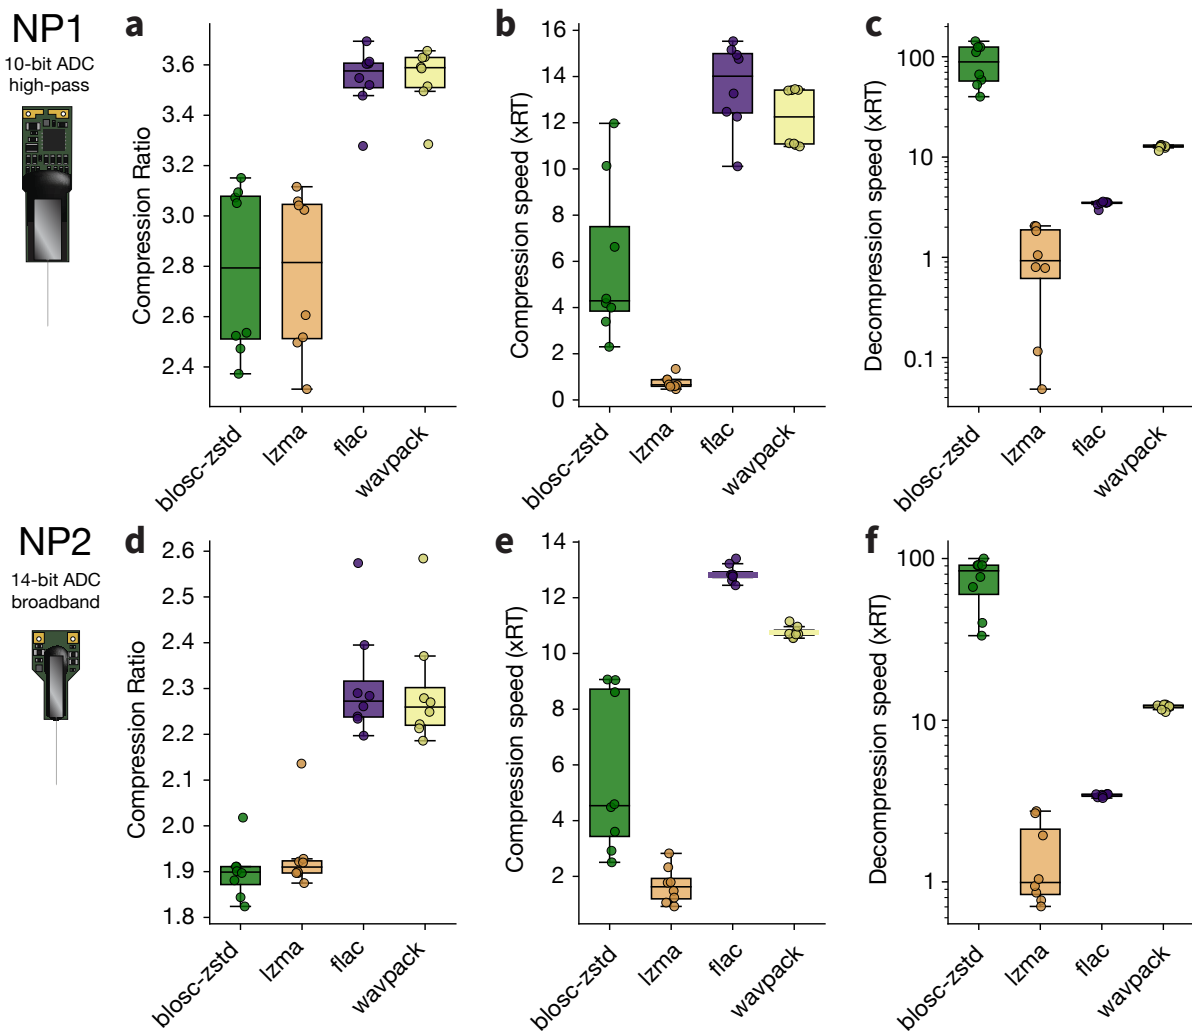 NP1
10-bit ADC
high-pass
a
Compression Ratio
3.6
3.4
3.2
3.0
2.8
2.6
2.4
blosc-zstd
lzma
flac
wavpack
b
Compression speed (xRT)
16
14
12
10
8
6
4
2
0
blosc-zstd
lzma
flac
wavpack
c
Decompression speed (xRT)
100
10
1
0.1
blosc-zstd
lzma
flac
wavpack
NP2
14-bit ADC
broadband
d
Compression Ratio
2.6
2.5
2.4
2.3
2.2
2.1
2.0
1.9
1.8
blosc-zstd
lzma
flac
wavpack
e
Compression speed (xRT)
14
12
10
8
6
4
2
blosc-zstd
lzma
flac
wavpack
f
Decompression speed (xRT)
100
10
1
blosc-zstd
lzma
flac
wavpack